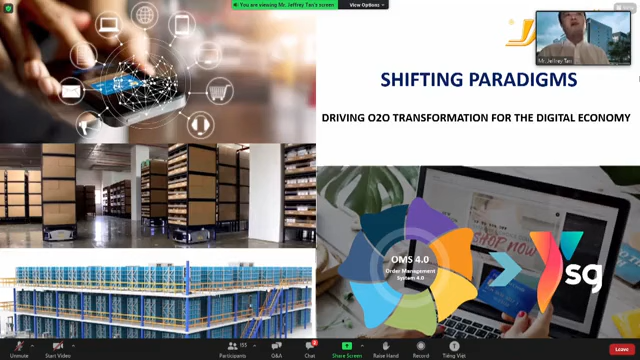 You are viewing Mr. Jeffrey Tan's screen
View Options
Mr. Jeffrey Tan
SHIFTING PARADIGMS
DRIVING O2O TRANSFORMATION FOR THE DIGITAL ECONOMY
SHOP NOW
OMS 4.0
Order Management
System 4.0
sg
Unmute
Start Video
Participants
155
Q&A
Chat
Share Screen
Raise Hand
Record
Tiếng Việt
Leave